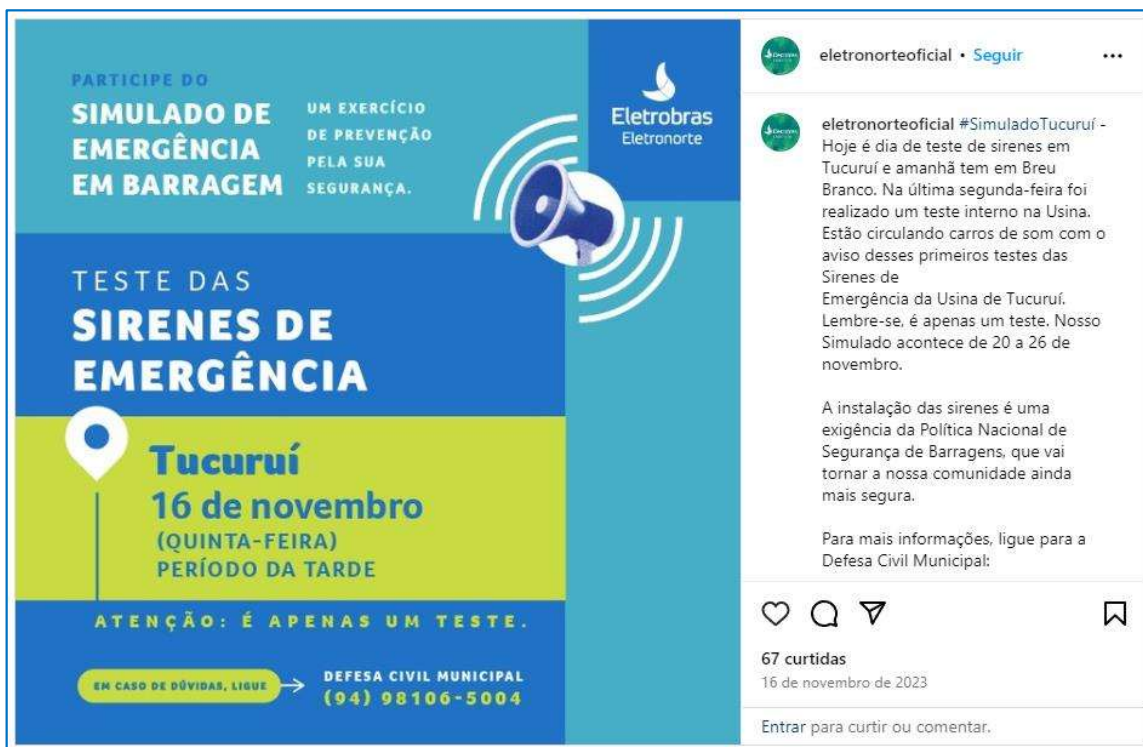 PARTICIPE DO
SIMULADO DE
EMERGÊNCIA
EM BARRAGEM
UM EXERCÍCIO
DE PREVENÇÃO
PELA SUA
SEGURANÇA.
Eletrobras
Eletronorte
TESTE DAS
SIRENES DE
EMERGÊNCIA
Tucuruí
16 de novembro
(QUINTA-FEIRA)
PERÍODO DA TARDE
ATENÇÃO: É APENAS UM TESTE.
EM CASO DE DÚVIDAS, LIGUE
DEFESA CIVIL MUNICIPAL
(94) 98106-5004
eletronorteoficial • Seguir
eletronorteoficial #SimuladoTucuruí -
Hoje é dia de teste de sirenes em
Tucuruí e amanhã tem em Breu
Branco. Na última segunda-feira foi
realizado um teste interno na Usina.
Estão circulando carros de som com o
aviso desses primeiros testes das
Sirenes de
Emergência da Usina de Tucuruí.
Lembre-se, é apenas um teste. Nosso
Simulado acontece de 20 a 26 de
novembro.
A instalação das sirenes é uma
exigência da Política Nacional de
Segurança de Barragens, que vai
tornar a nossa comunidade ainda
mais segura.
Para mais informações, ligue para a
Defesa Civil Municipal:
67 curtidas
16 de novembro de 2023
Entrar para curtir ou comentar.